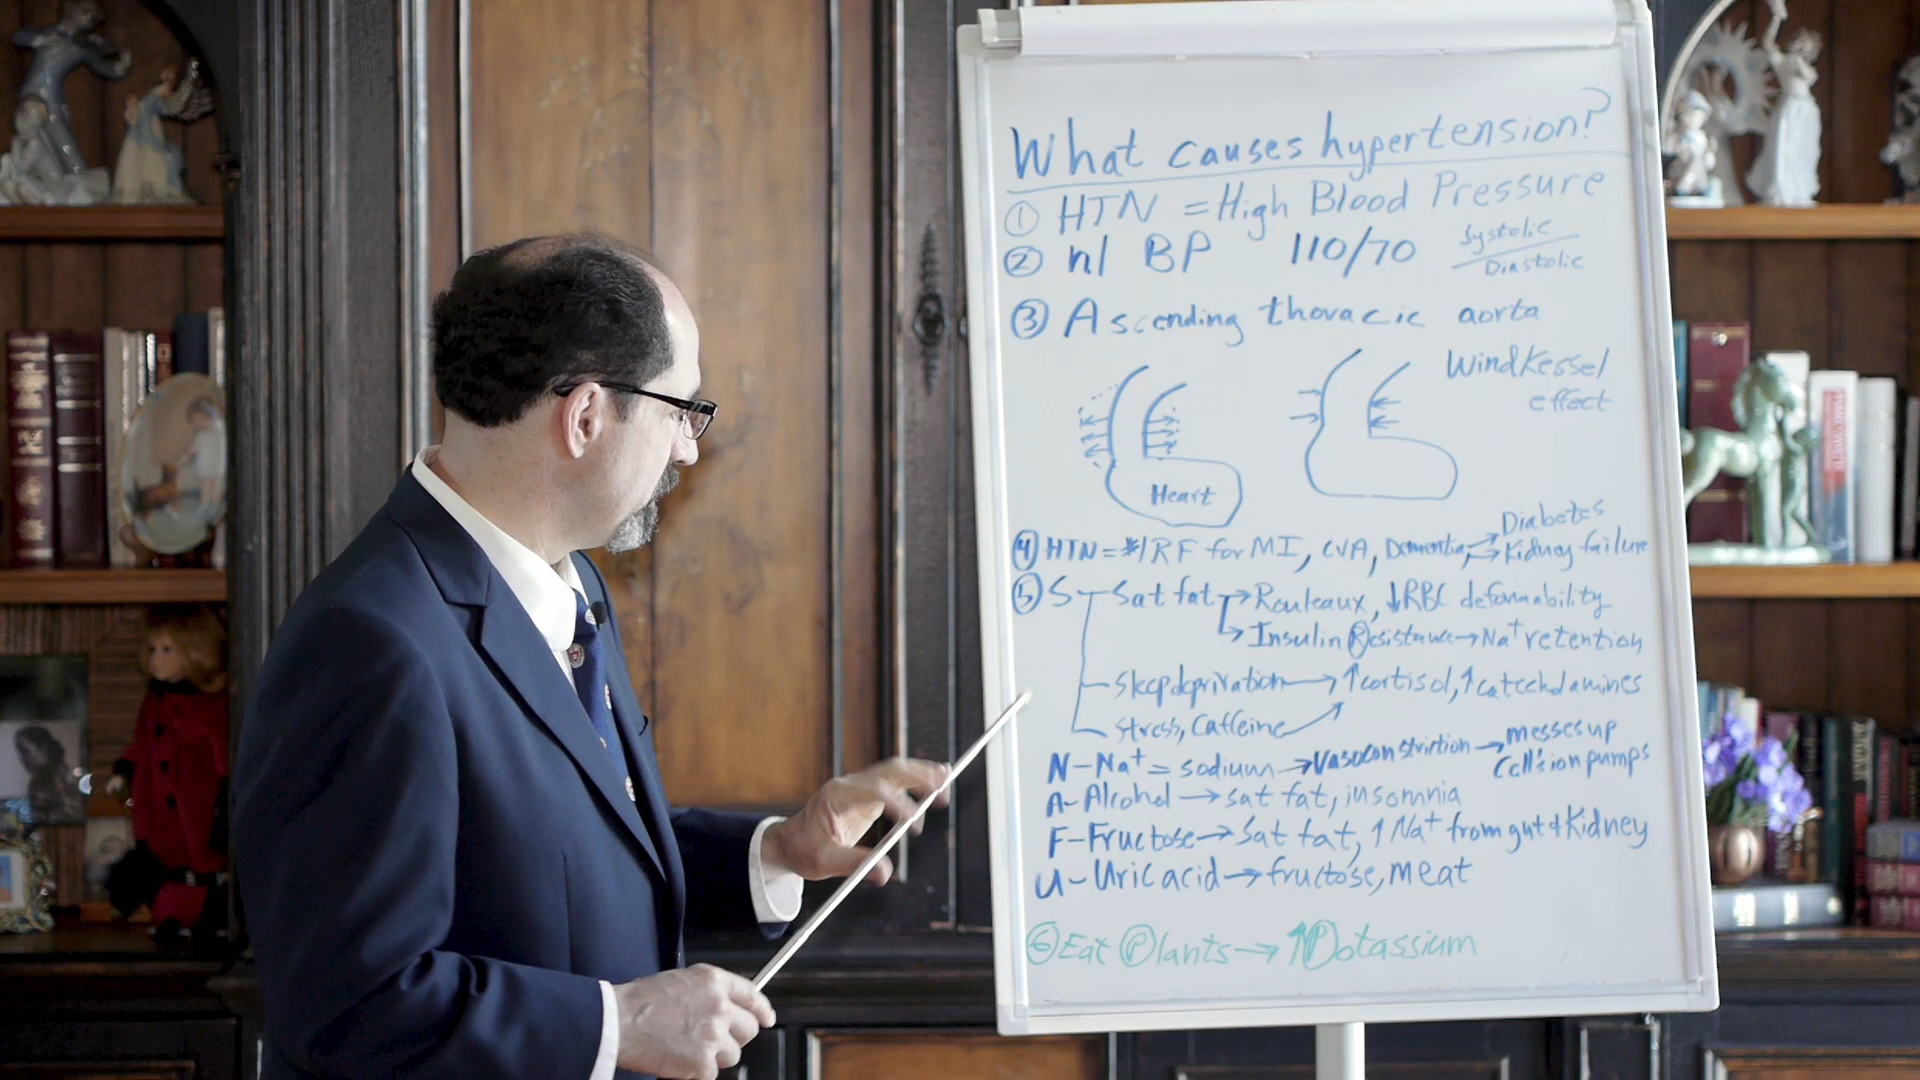 What causes hypertension?
① HTN = High Blood Pressure
② nl BP 110/70 Systolic
Diastolic
③ Ascending thoracic aorta
Windkessel
effect
Heart
④ HTN = #1 RF for MI, CVA, Dementia, → Diabetes
→ Kidney failure
⑤ S Sat fat → Rouleaux, ↓RBC deformability
→ Insulin Resistance → Na⁺ retention
Sleep deprivation → ↑cortisol, ↑catecholamines
Stress, Caffeine
N - Na⁺ = sodium → Vasoconstriction → messes up
Cell's ion pumps
A - Alcohol → sat fat, insomnia
F - Fructose → Sat fat, ↑ Na⁺ from gut + Kidney
U - Uric acid → fructose, meat
⑥ Eat Plants → ↑Potassium